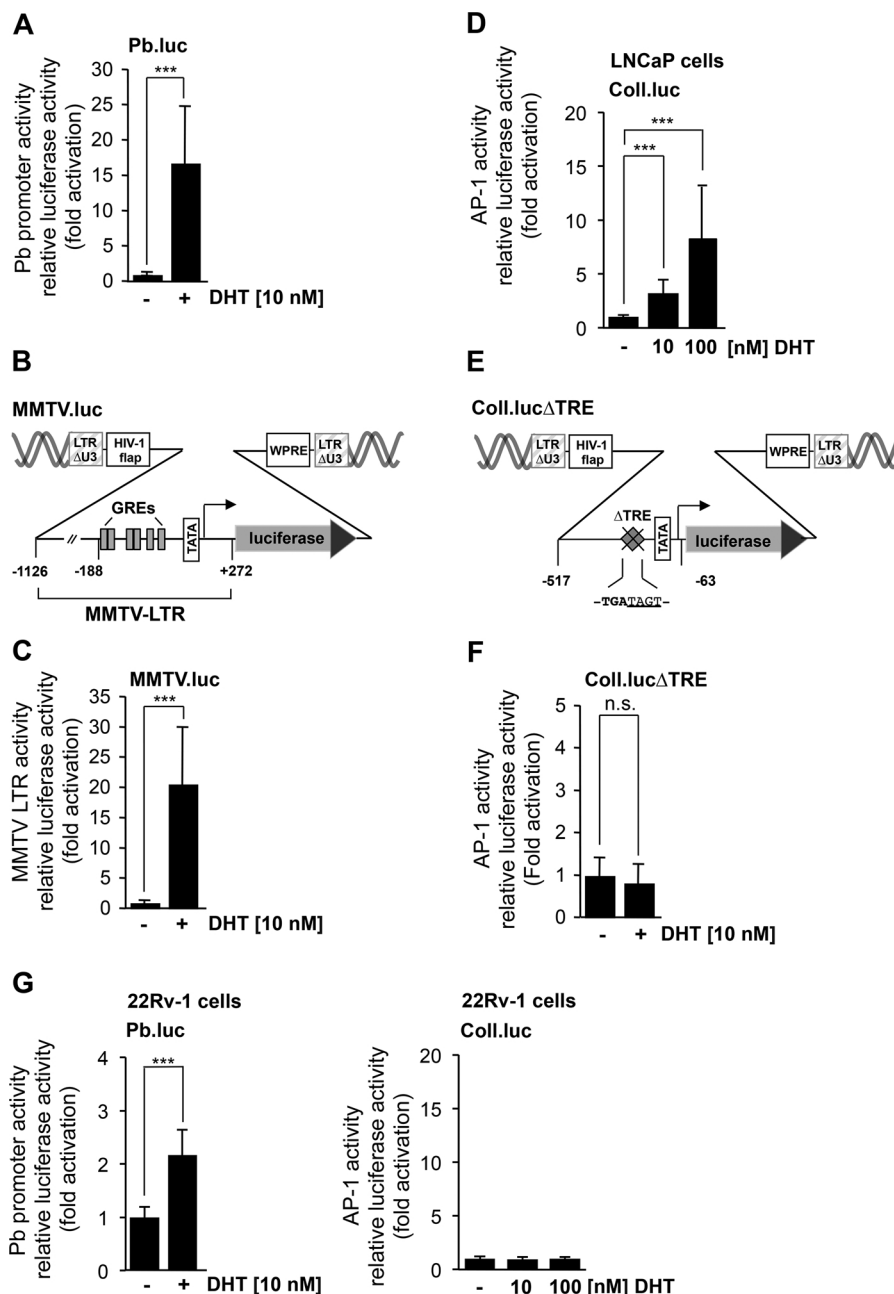 A
Pb.luc
Pb promoter activity
relative luciferase activity
(fold activation)
30
25
20
15
10
5
0
***
- + DHT [10 nM]
B
MMTV.luc
LTR
ΔU3
HIV-1
flap
WPRE
LTR
ΔU3
GREs
TATA
luciferase
//
-1126
-188
+272
MMTV-LTR
C
MMTV.luc
MMTV LTR activity
relative luciferase activity
(fold activation)
35
30
25
20
15
10
5
0
***
- + DHT [10 nM]
D
LNCaP cells
Coll.luc
AP-1 activity
relative luciferase activity
(fold activation)
20
15
10
5
0
***
***
- 10 100 [nM] DHT
E
Coll.lucΔTRE
LTR
ΔU3
HIV-1
flap
WPRE
LTR
ΔU3
ΔTRE
TATA
luciferase
-517
-63
–TGATAGT–
F
Coll.lucΔTRE
AP-1 activity
relative luciferase activity
(Fold activation)
5
4
3
2
1
0
n.s.
- + DHT [10 nM]
G
22Rv-1 cells
Pb.luc
Pb promoter activity
relative luciferase activity
(fold activation)
4
3
2
1
0
***
- + DHT [10 nM]
22Rv-1 cells
Coll.luc
AP-1 activity
relative luciferase activity
(fold activation)
20
15
10
5
0
- 10 100 [nM] DHT